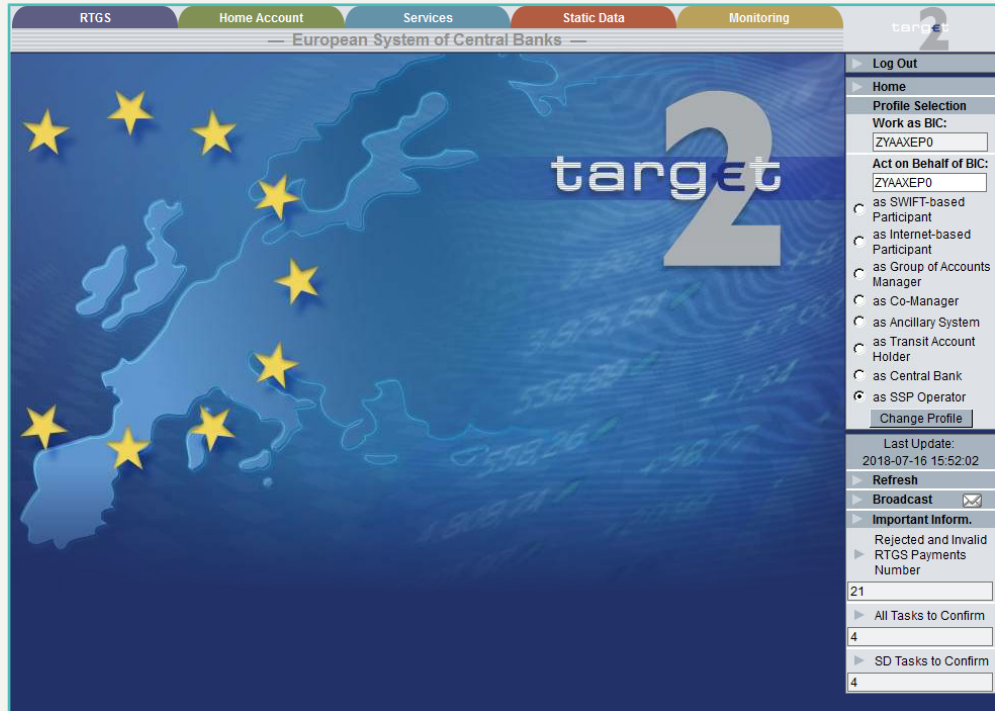 RTGS
Home Account
Services
Static Data
Monitoring
— European System of Central Banks —
target
2
target
2
Log Out
Home
Profile Selection
Work as BIC:
ZYAAXEP0
Act on Behalf of BIC:
ZYAAXEP0
as SWIFT-based
Participant
as Internet-based
Participant
as Group of Accounts
Manager
as Co-Manager
as Ancillary System
as Transit Account
Holder
as Central Bank
as SSP Operator
Change Profile
Last Update:
2018-07-16 15:52:02
Refresh
Broadcast
Important Inform.
Rejected and Invalid
RTGS Payments
Number
21
All Tasks to Confirm
4
SD Tasks to Confirm
4